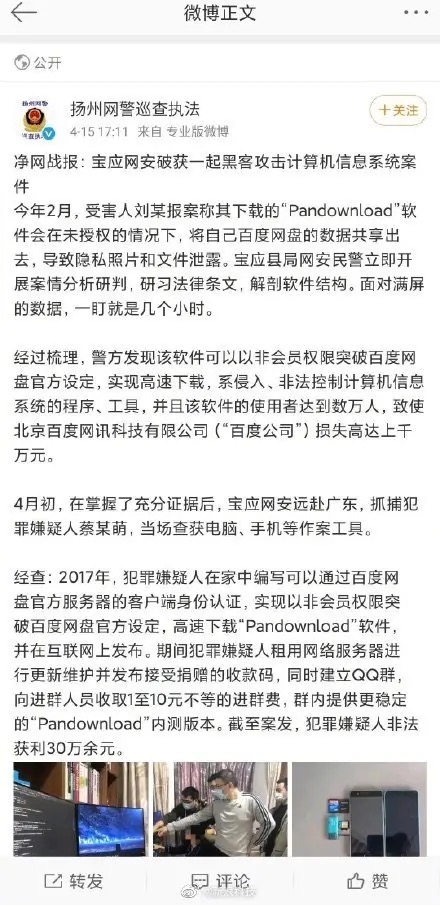 微博正文
公开
扬州网警巡查执法
4-15 17:11 来自 专业版微博
+关注
净网战报：宝应网安破获一起黑客攻击计算机信息系统案
件
今年2月，受害人刘某报案称其下载的“Pandownload”软
件会在未授权的情况下，将自己百度网盘的数据共享出
去，导致隐私照片和文件泄露。宝应县局网安民警立即开
展案情分析研判，研习法律条文，解剖软件结构。面对满屏
的数据，一盯就是几个小时。
经过梳理，警方发现该软件可以以非会员权限突破百度网
盘官方设定，实现高速下载，系侵入、非法控制计算机信息
系统的程序、工具，并且该软件的使用者达到数万人，致使
北京百度网讯科技有限公司（“百度公司”）损失高达上千
万元。
4月初，在掌握了充分证据后，宝应网安远赴广东，抓捕犯
罪嫌疑人蔡某萌，当场查获电脑、手机等作案工具。
经查：2017年，犯罪嫌疑人在家中编写可以通过百度网
盘官方服务器的客户端身份认证，实现以非会员权限突
破百度网盘官方设定，高速下载“Pandownload”软件，
并在互联网上发布。期间犯罪嫌疑人租用网络服务器进
行更新维护并发布接受捐赠的收款码，同时建立QQ群，
向进群人员收取1至10元不等的进群费，群内提供更稳定
的“Pandownload”内测版本。截至案发，犯罪嫌疑人非法
获利30万余元。
转发
评论
赞